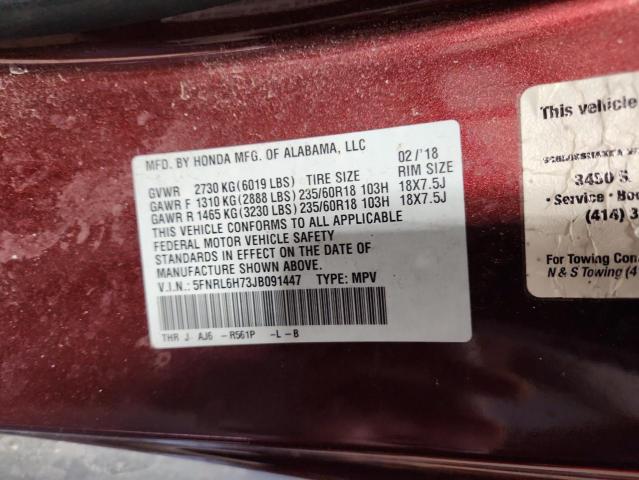 MFD. BY HONDA MFG. OF ALABAMA, LLC
02/'18
GVWR 2730 KG(6019 LBS) TIRE SIZE RIM SIZE
GAWR F 1310 KG(2888 LBS)235/60R18 103H 18X7.5J
GAWR R 1465 KG(3230 LBS)235/60R18 103H 18X7.5J
THIS VEHICLE CONFORMS TO ALL APPLICABLE
FEDERAL MOTOR VEHICLE SAFETY
STANDARDS IN EFFECT ON THE DATE OF
MANUFACTURE SHOWN ABOVE.
V.I.N.: 5FNRL6H73JB091447 TYPE: MPV
THR J- AJ6 - R561P -L -B
This vehicle
3450 S.
• Service • Bo
(414) 3
For Towing Con
N & S Towing (4